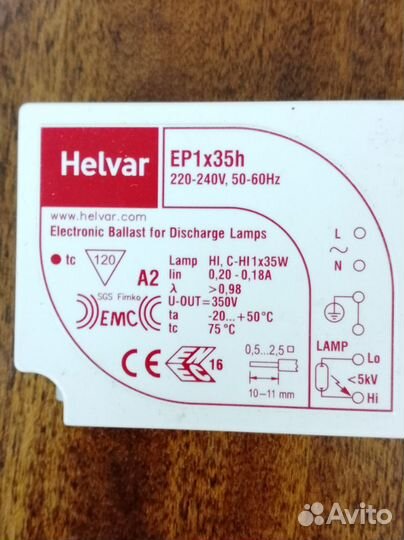 Helvar
EP1x35h
220-240V, 50-60Hz
www.helvar.com
Electronic Ballast for Discharge Lamps
tc 120 A2
Lamp HI, C-HI 1x35W
Iin 0,20 - 0,18A
λ >0,98
U-OUT=350V
ta -20...+50°C
tc 75°C
SGS Fimko
EMC
CE 16
0,5...2,5
10-11 mm
L
N
LAMP
Lo
<5kV
Hi
Avito